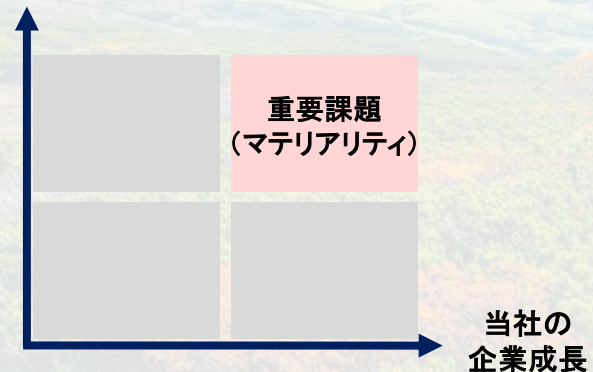 重要課題
（マテリアリティ）
当社の
企業成長